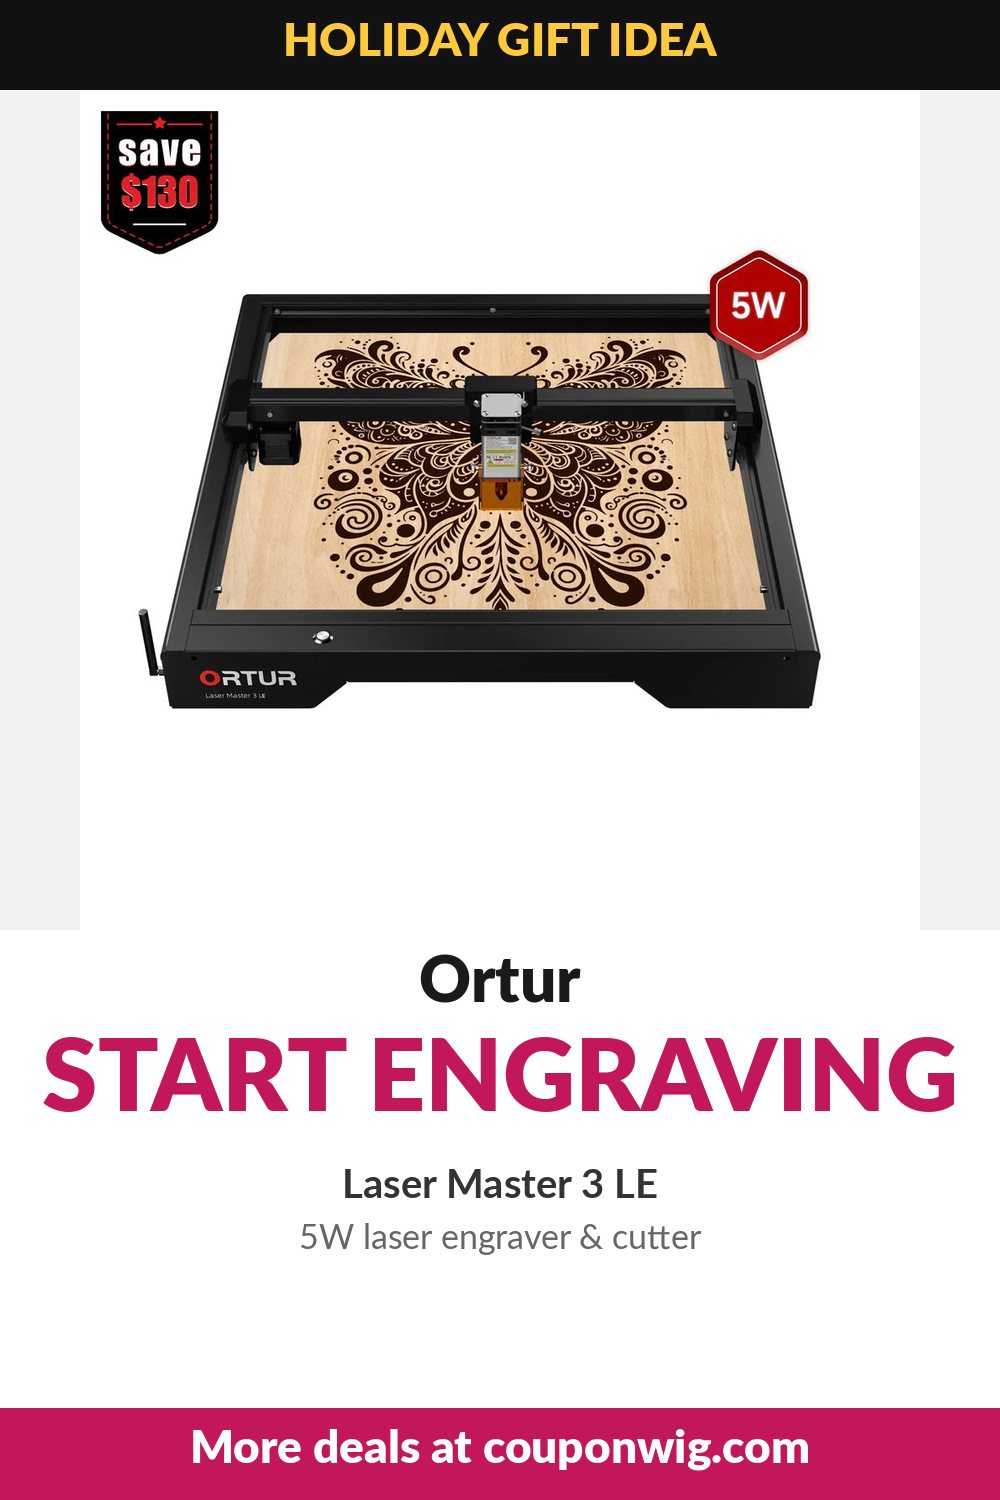 HOLIDAY GIFT IDEA
save
$130
5W
ORTUR
Laser Master 3 LE
Ortur
START ENGRAVING
Laser Master 3 LE
5W laser engraver & cutter
More deals at couponwig.com